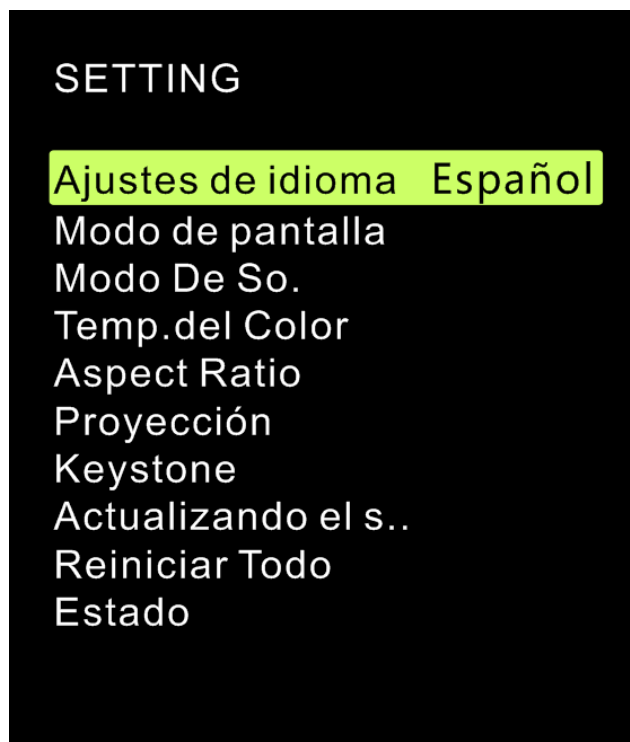 SETTING
Ajustes de idioma Español
Modo de pantalla
Modo De So.
Temp.del Color
Aspect Ratio
Proyección
Keystone
Actualizando el s..
Reiniciar Todo
Estado